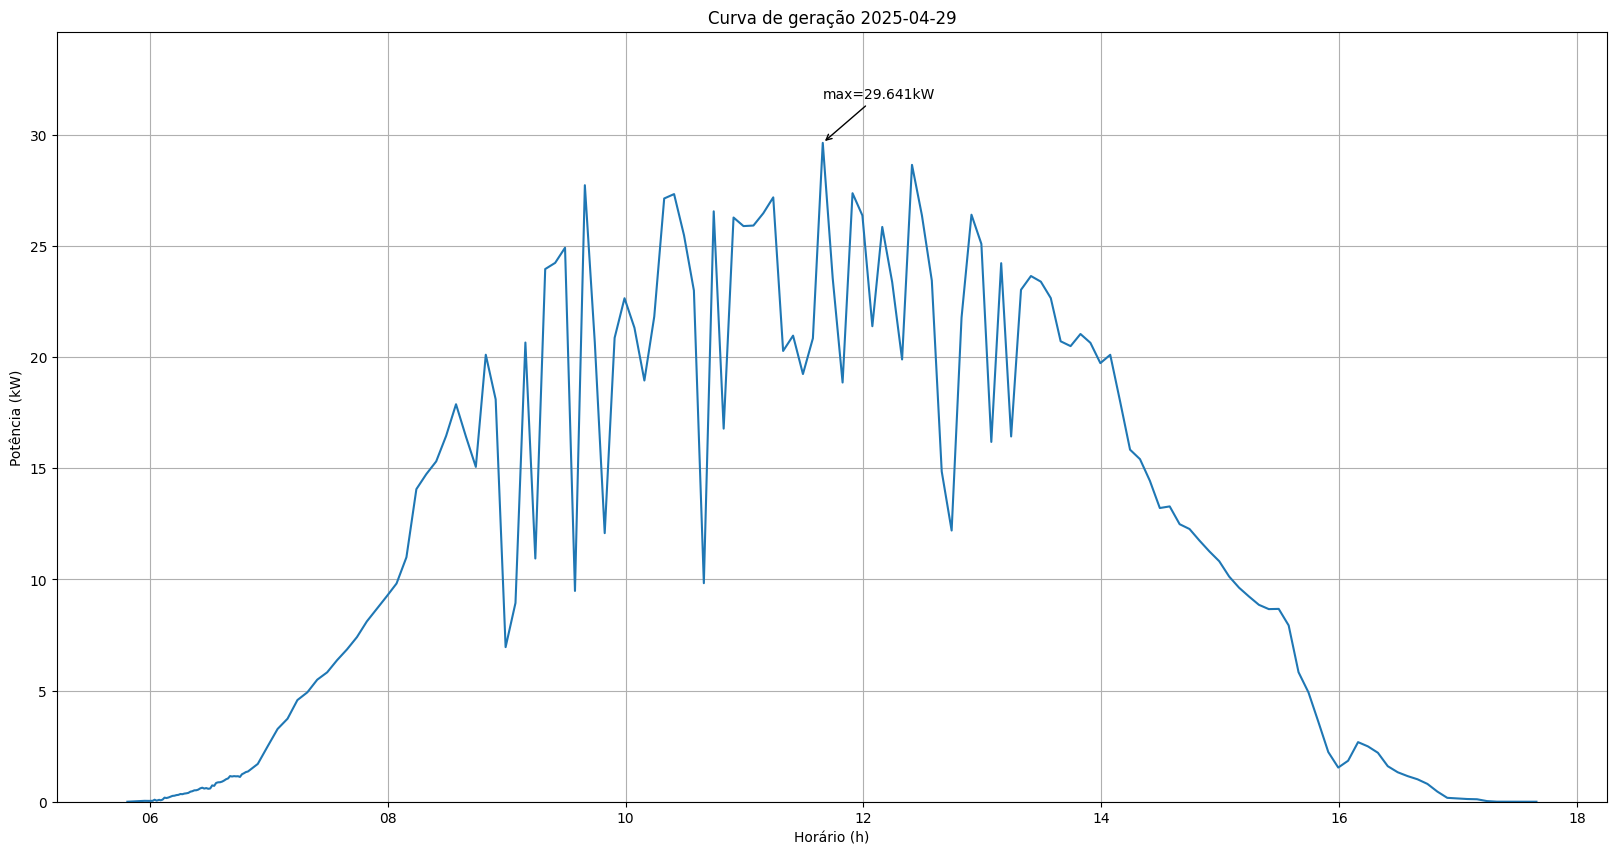 Curva de geração 2025-04-29
max=29.641kW
30
25
20
15
10
5
0
Potência (kW)
06 08 10 12 14 16 18
Horário (h)